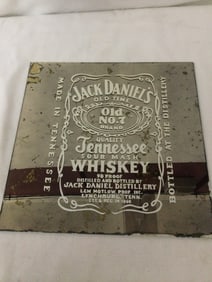 JACK DANIEL'S
OLD TIME
Old
No.7
BRAND
QUALITY
Tennessee
SOUR MASH
WHISKEY
90 PROOF
DISTILLED AND BOTTLED BY
JACK DANIEL DISTILLERY
LEM MOTLOW, PROP. INC.
LYNCHBURG, TENN.
MADE IN TENNESSEE
BOTTLED AT THE DISTILLERY